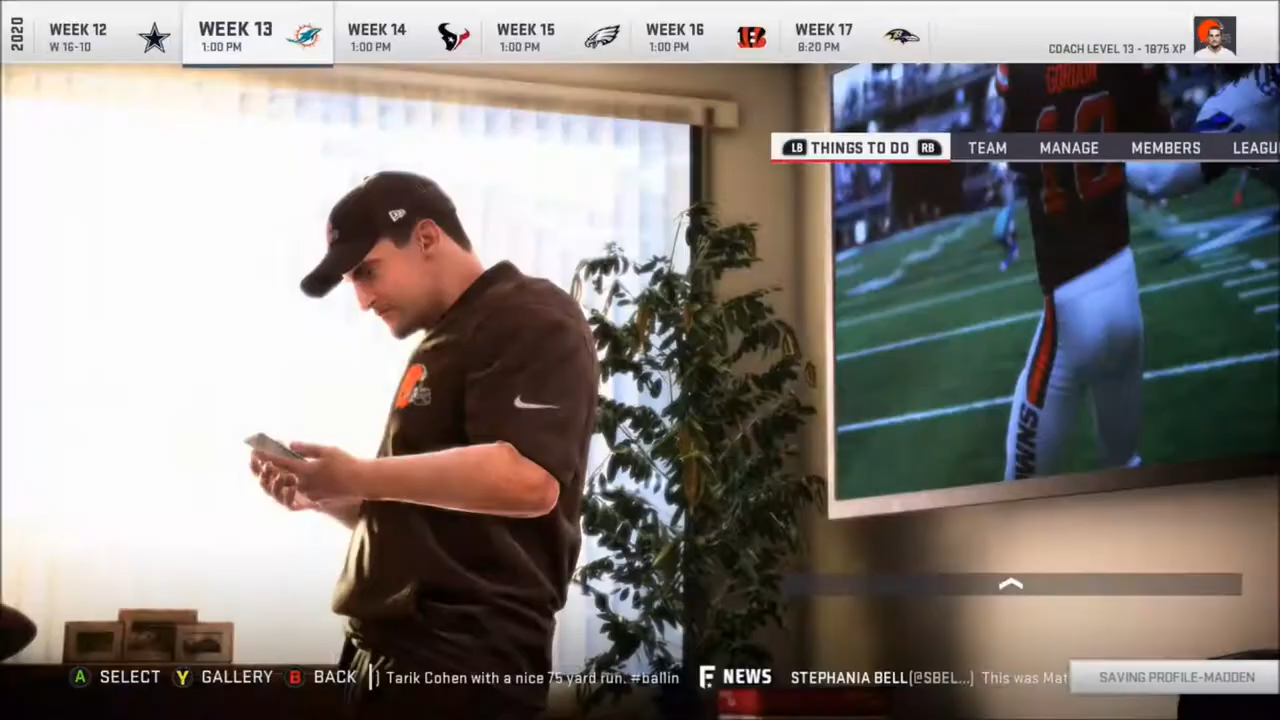 2020
WEEK 12
W 16-10
WEEK 13
1:00 PM
WEEK 14
1:00 PM
WEEK 15
1:00 PM
WEEK 16
1:00 PM
WEEK 17
8:20 PM
COACH LEVEL 13 - 1875 XP
GORDON
LB THINGS TO DO RB
TEAM
MANAGE
MEMBERS
LEAGU
WNS
A SELECT Y GALLERY B BACK
] Tarik Cohen with a nice 75 yard run. #ballin
F. NEWS
STEPHANIA BELL[@SBEL...] This was Mat
SAVING PROFILE-MADDEN